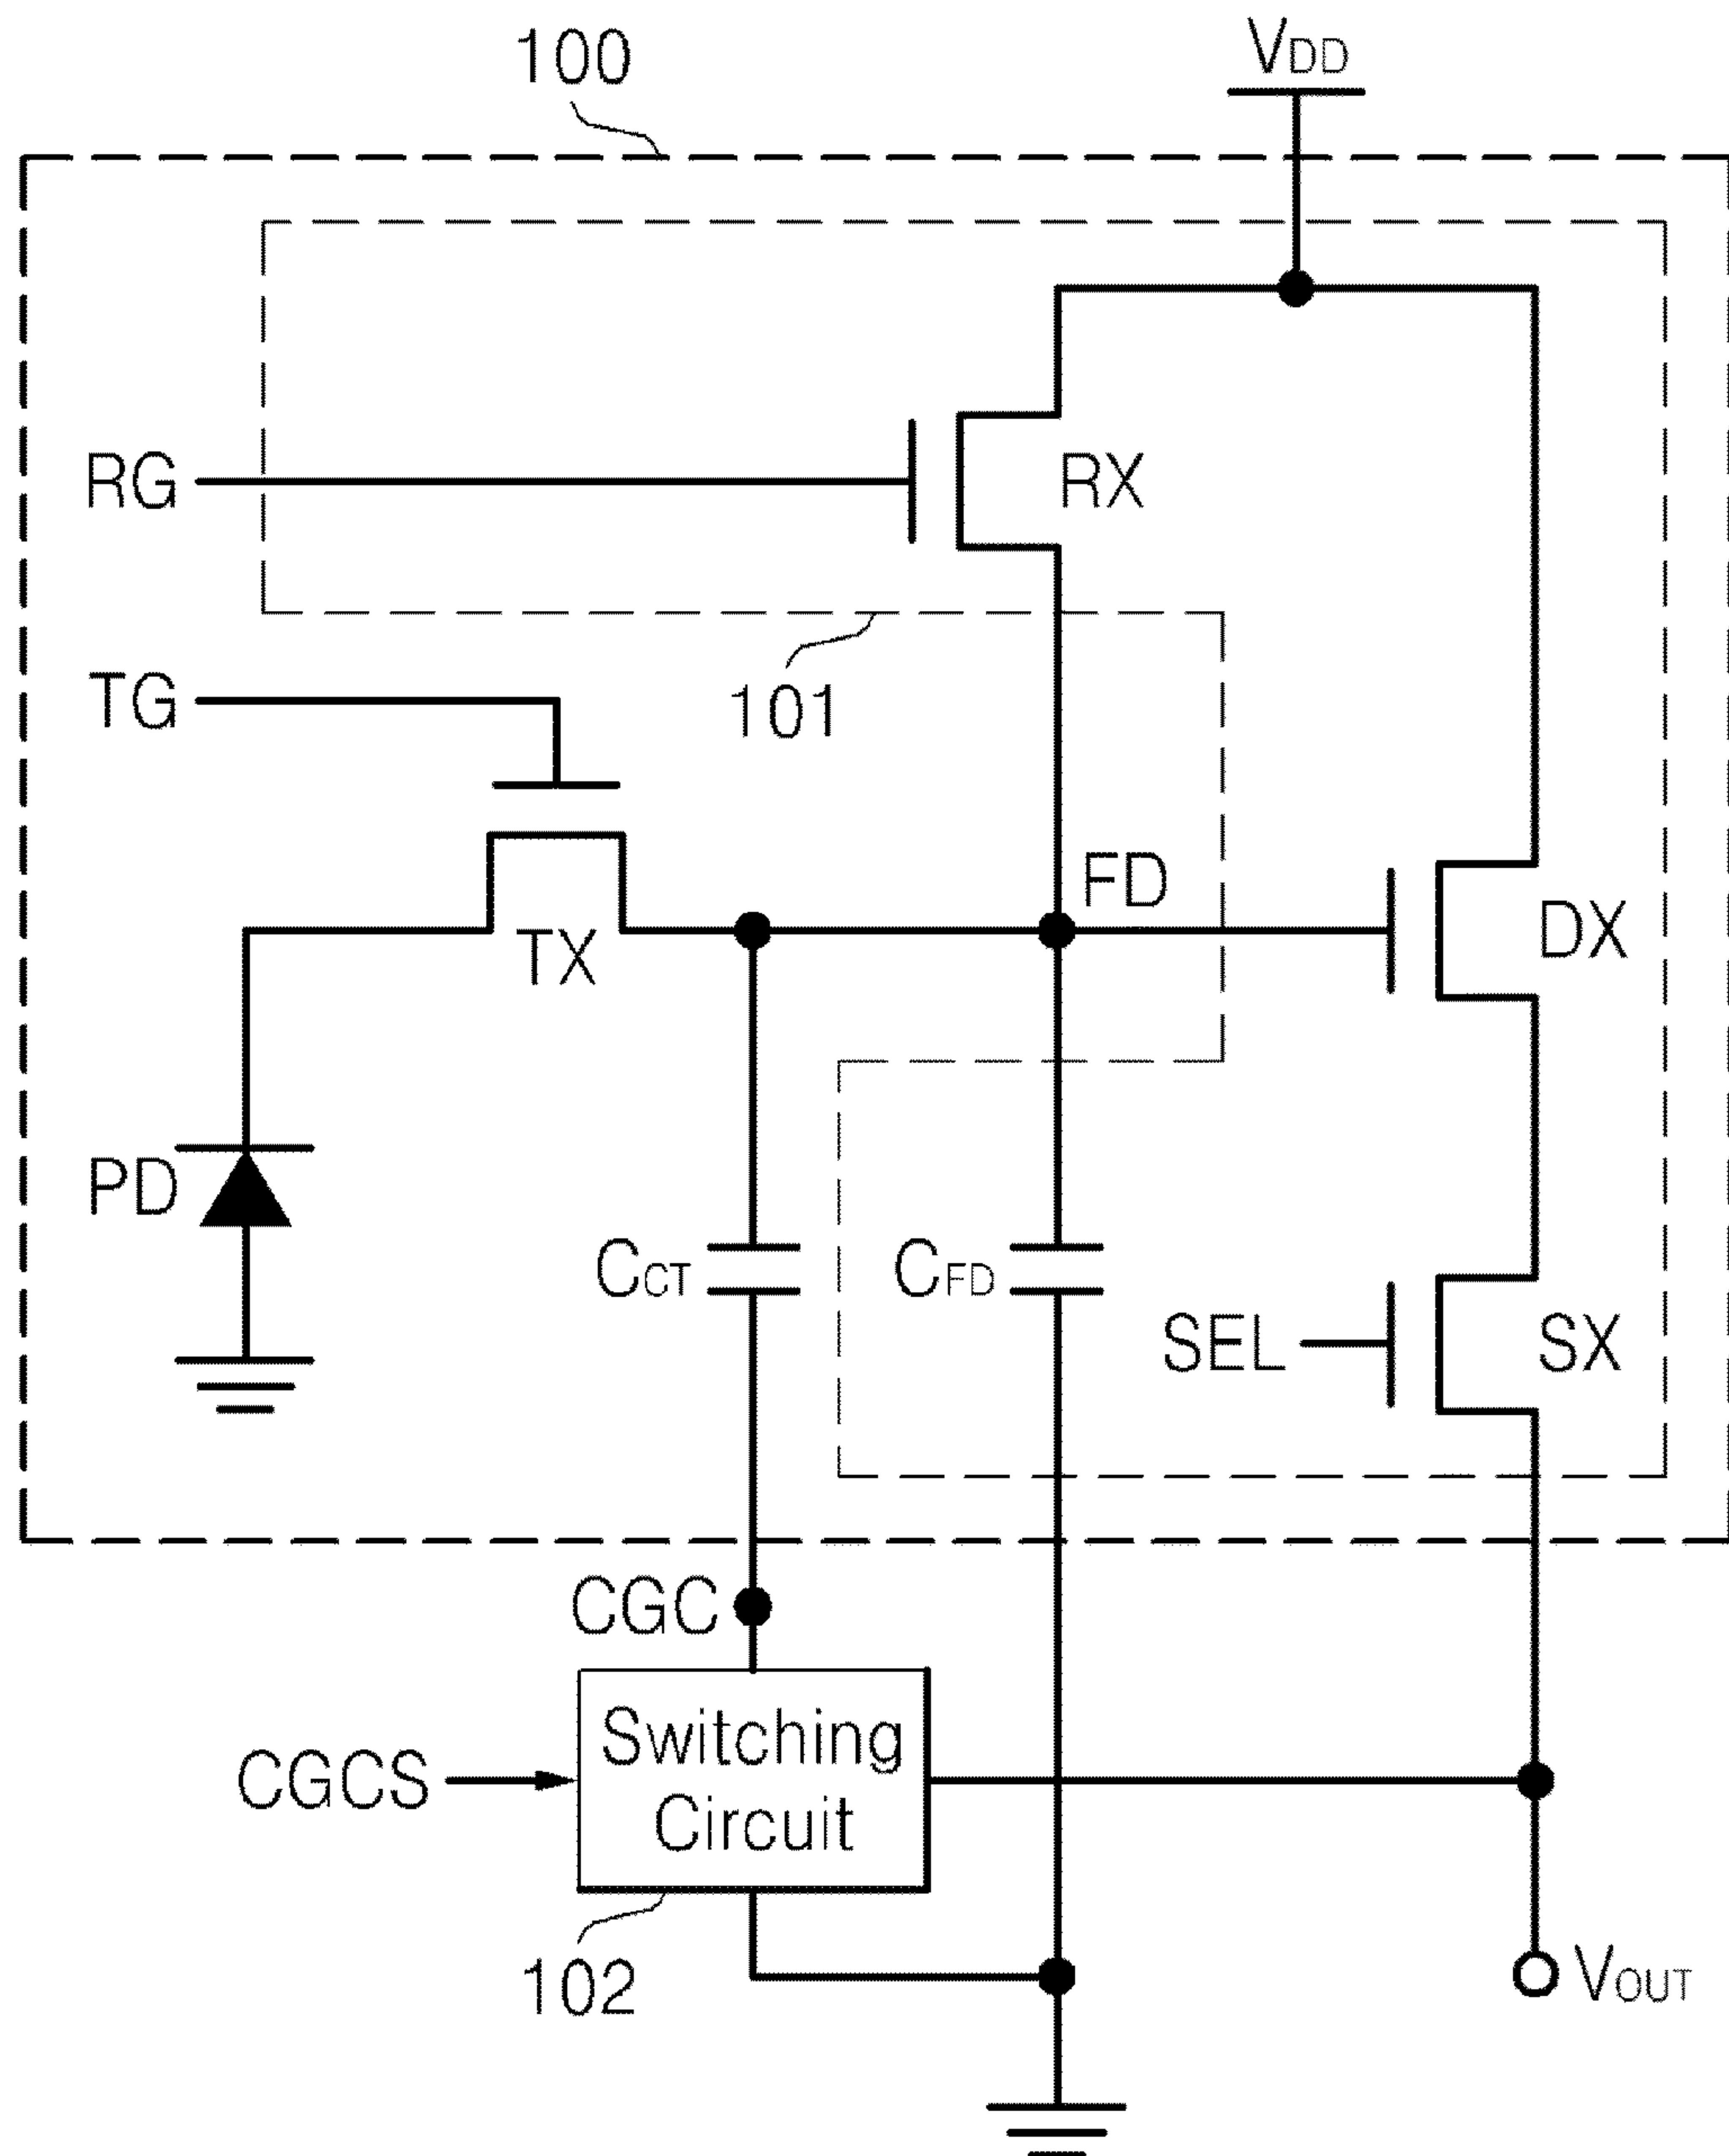 100
VDD
RG
RX
101
TG
FD
TX
DX
PD
CCT
CFD
SEL
SX
CGC
Switching
Circuit
CGCS
102
VOUT